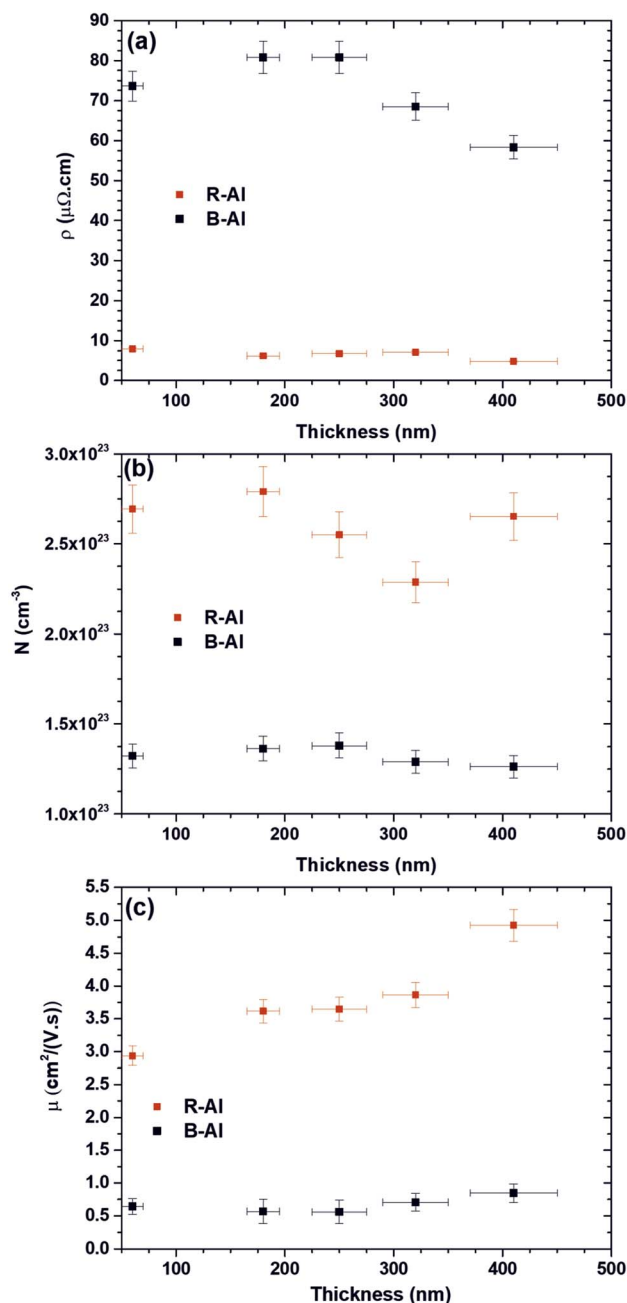 (a)
90
80
70
60
50
40
30
20
10
0
ρ (μΩ.cm)
R-Al
B-Al
100 200 300 400 500
Thickness (nm)
(b)
3.0x10²³
2.5x10²³
2.0x10²³
1.5x10²³
1.0x10²³
N (cm⁻³)
R-Al
B-Al
100 200 300 400 500
Thickness (nm)
(c)
5.5
5.0
4.5
4.0
3.5
3.0
2.5
2.0
1.5
1.0
0.5
0.0
μ (cm²/(V.s))
R-Al
B-Al
100 200 300 400 500
Thickness (nm)